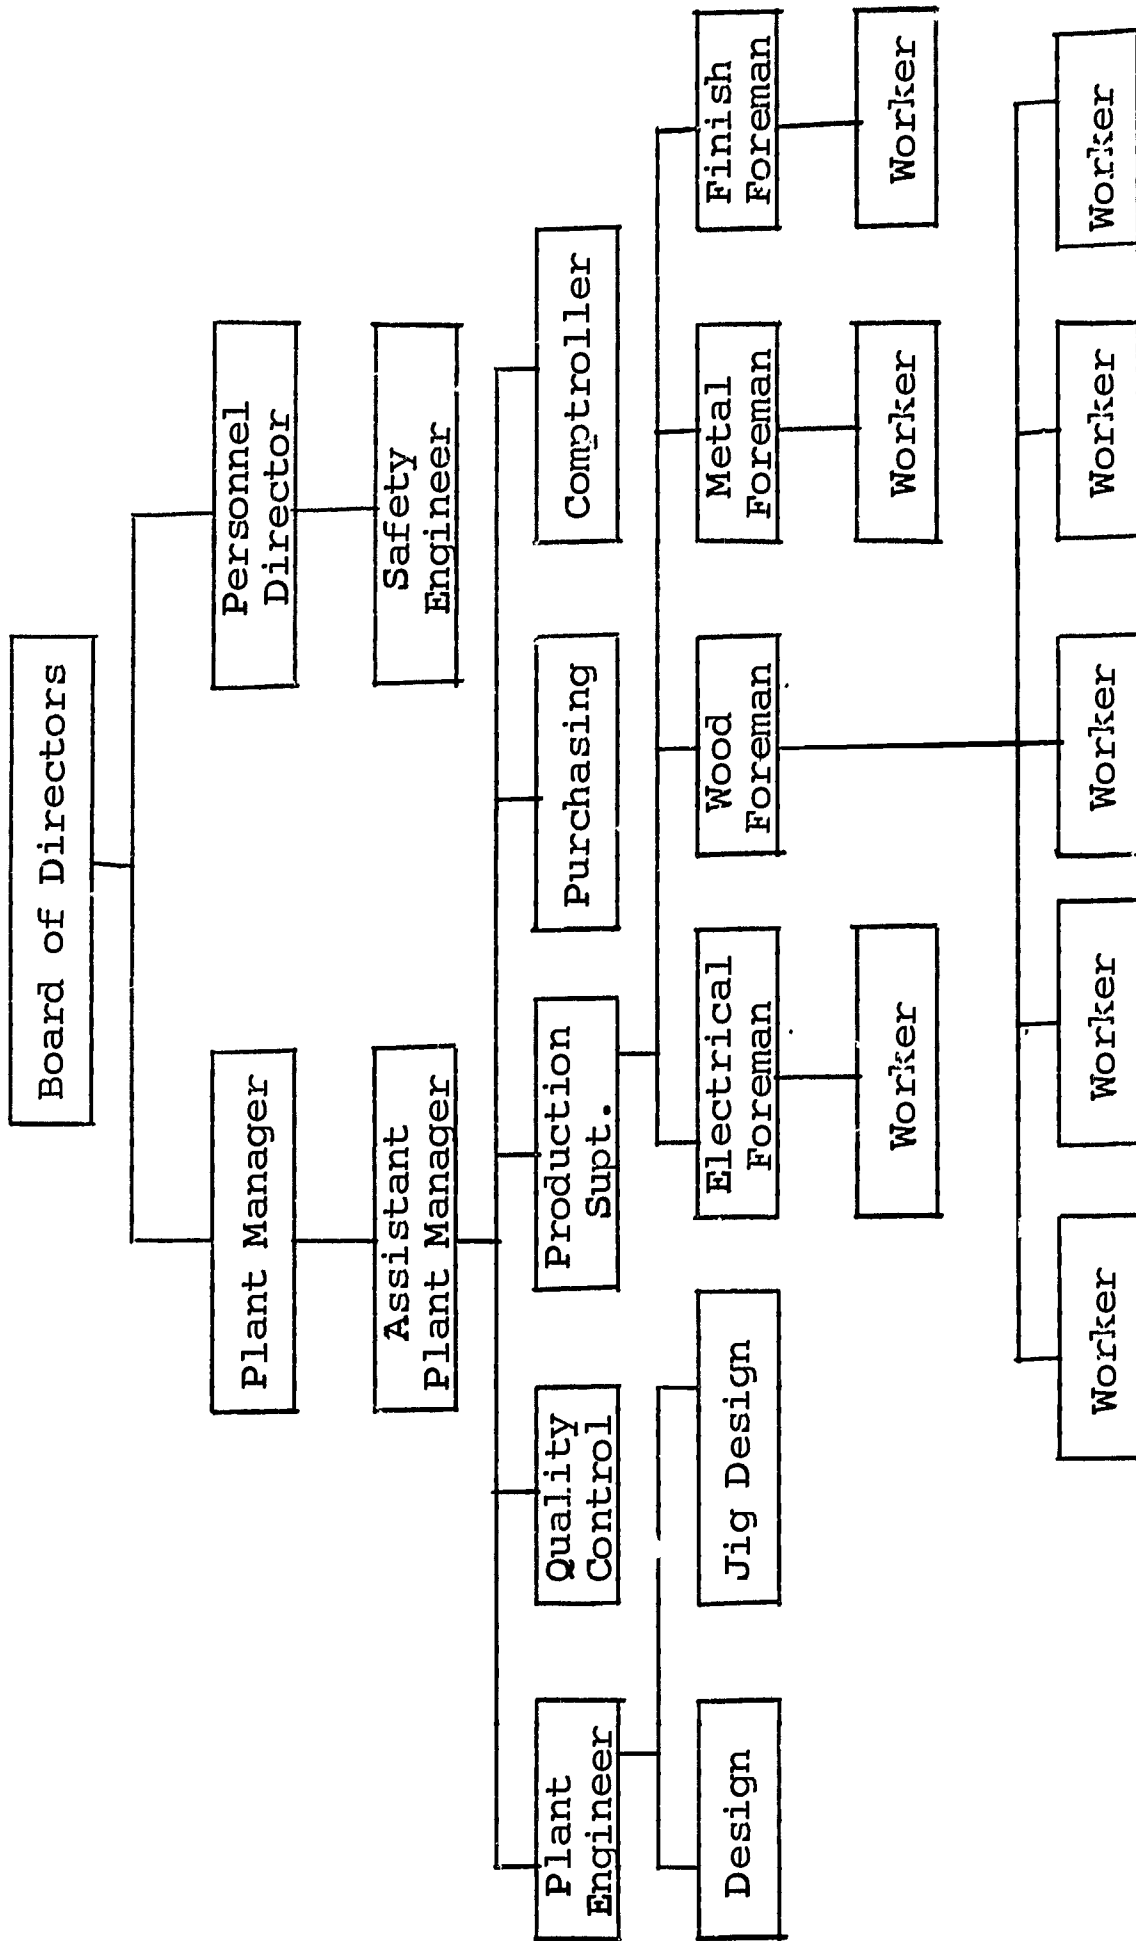 Board of Directors
Plant Manager
Personnel
Director
Assistant
Plant Manager
Safety
Engineer
Plant
Engineer
Quality
Control
Production
Supt.
Purchasing
Comptroller
Design
Jig Design
Electrical
Foreman
Wood
Foreman
Metal
Foreman
Finish
Foreman
Worker
Worker
Worker
Worker
Worker
Worker
Worker
Worker